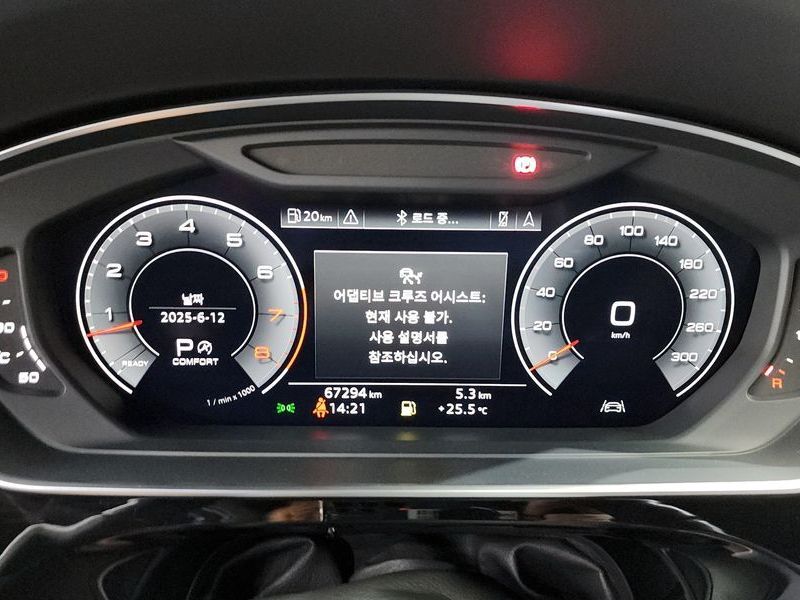 20 km
로드 중...
1 2 3 4 5 6 7 8
READY
날짜
2025-6-12
P
COMFORT
1 / min x 1000
어댑티브 크루즈 어시스트:
현재 사용 불가.
사용 설명서를
참조하십시오.
0 20 40 60 80 100 140 180 220 260 300
0
km/h
67294 km
5.3 km
14:21
+25.5 °C
50
R